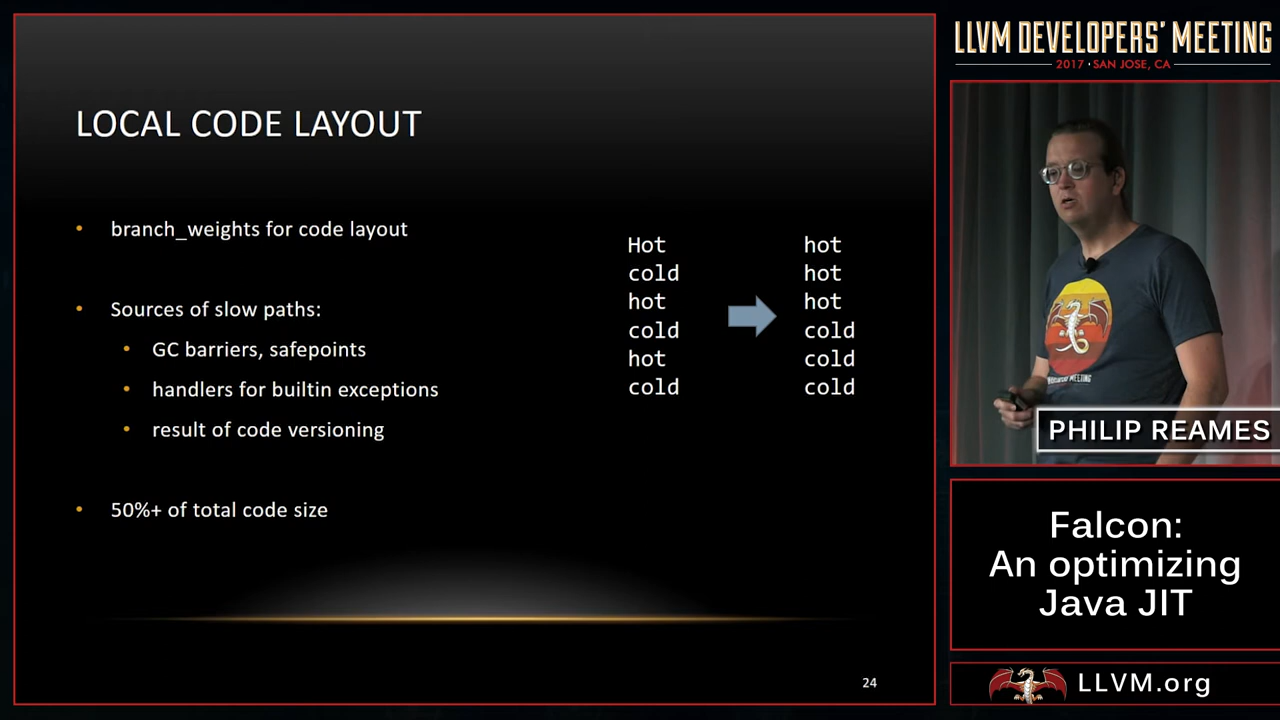 LOCAL CODE LAYOUT
• branch_weights for code layout
• Sources of slow paths:
• GC barriers, safepoints
• handlers for builtin exceptions
• result of code versioning
• 50%+ of total code size
Hot
cold
hot
cold
hot
cold
hot
hot
hot
cold
cold
cold
24
LLVM DEVELOPERS' MEETING
2017 • SAN JOSE, CA
PHILIP REAMES
Falcon:
An optimizing
Java JIT
LLVM.org